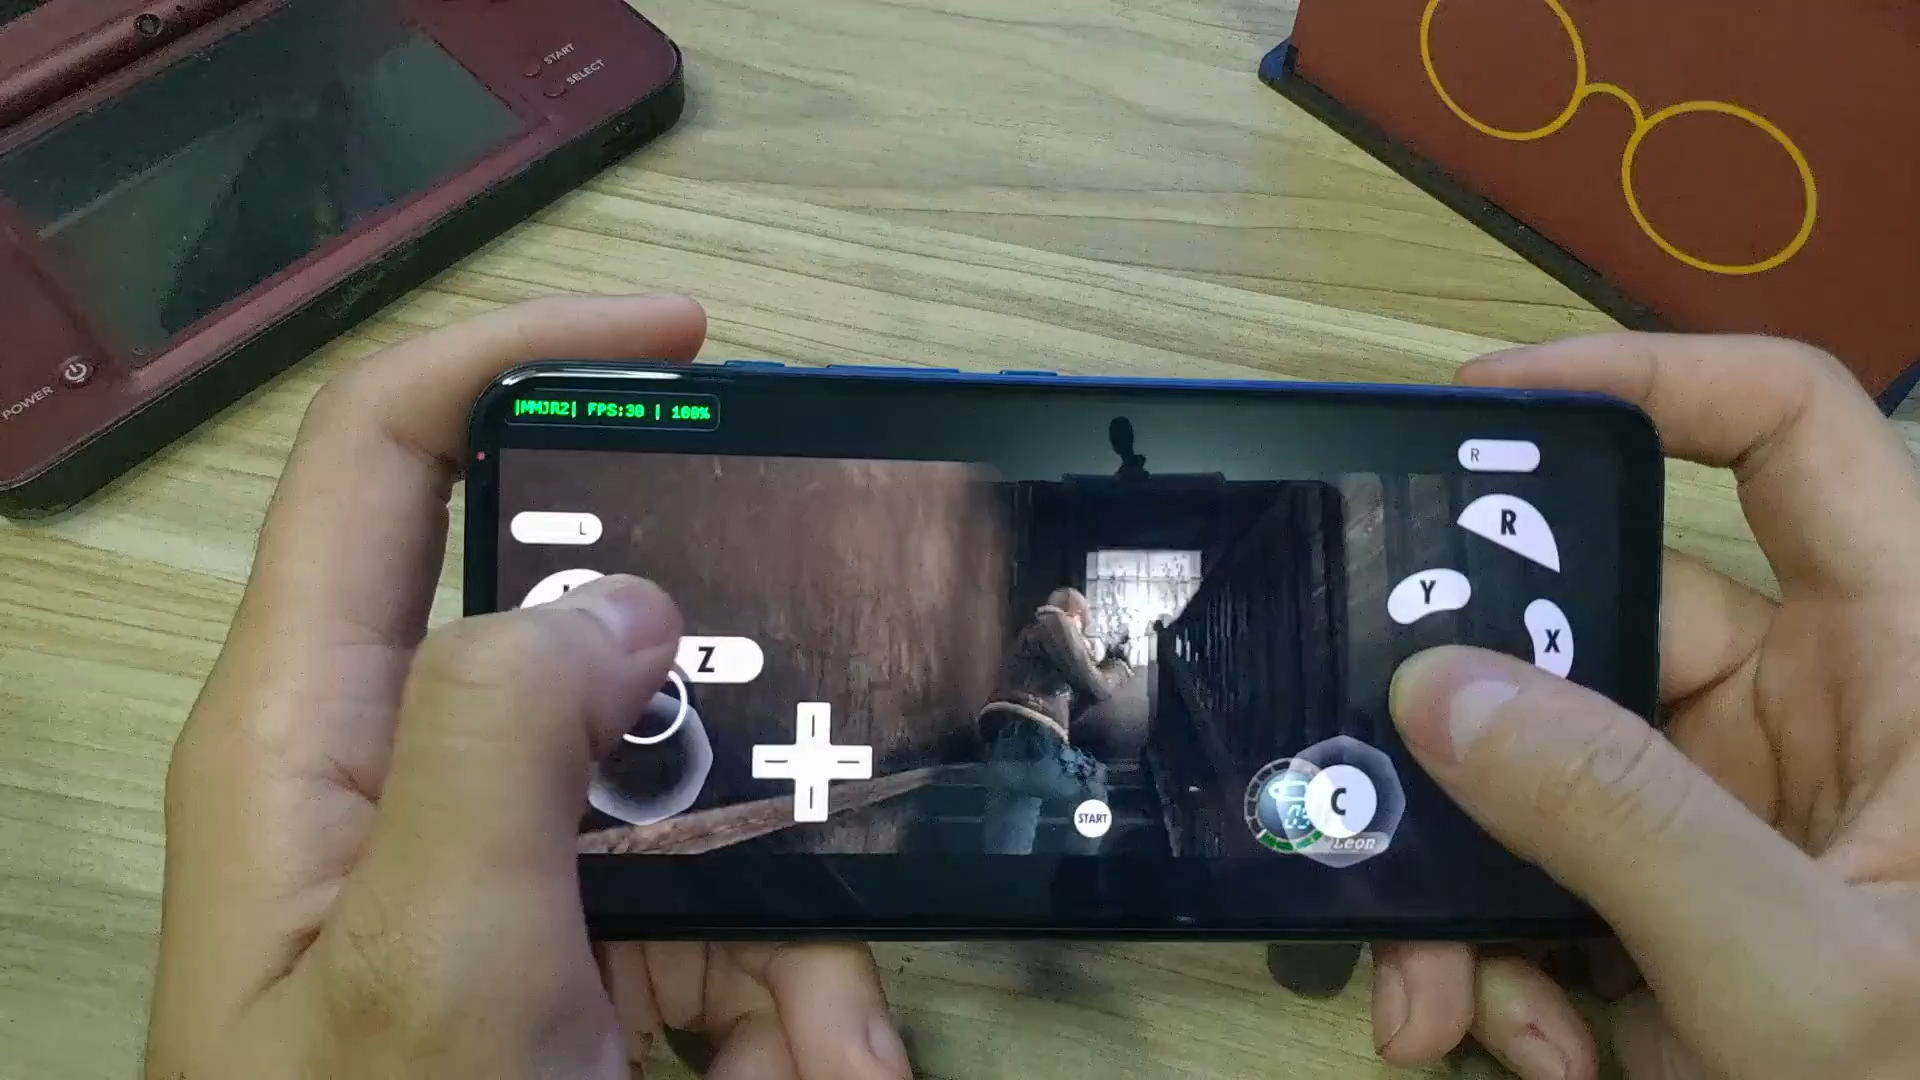 START
SELECT
POWER
|MMJR2| FPS:30 | 100%
R
L
R
Y
Z
X
C
START
Leon